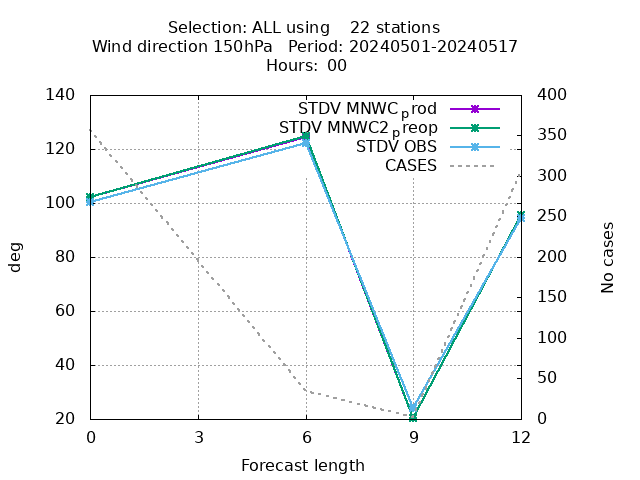 Selection: ALL using 22 stations
Wind direction 150hPa Period: 20240501-20240517
Hours: 00
140 400
STDV MNWC_prod
350
STDV MNWC2_preop
120
STDV OBS
CASES
300
100
250
deg
80 200
No cases
60
150
100
40
50
20 0
0 3 6 9 12
Forecast length